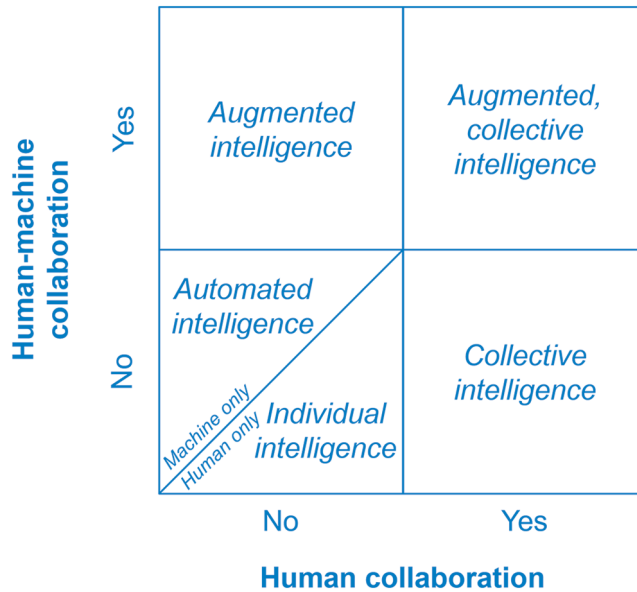 Human-machine
collaboration
Yes
No
Augmented
intelligence
Augmented,
collective
intelligence
Automated
intelligence
Machine only
Human only
Individual
intelligence
Collective
intelligence
No
Yes
Human collaboration